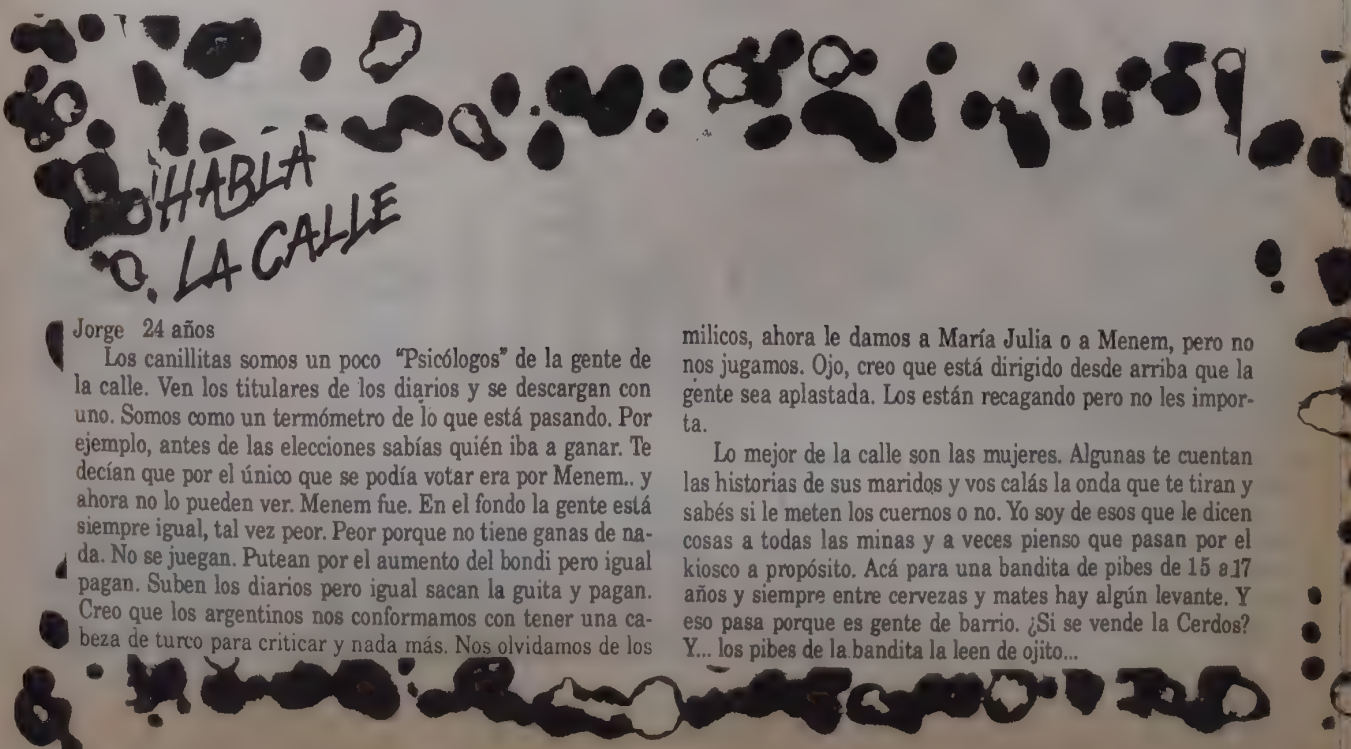 HABLA
LA CALLE
Jorge 24 años
Los canillitas somos un poco "Psicólogos" de la gente de
la calle. Ven los titulares de los diarios y se descargan con
uno. Somos como un termómetro de lo que está pasando. Por
ejemplo, antes de las elecciones sabías quién iba a ganar. Te
decían que por el único que se podía votar era por Menem.. y
ahora no lo pueden ver. Menem fue. En el fondo la gente está
siempre igual, tal vez peor. Peor porque no tiene ganas de na-
da. No se juegan. Putean por el aumento del bondi pero igual
pagan. Suben los diarios pero igual sacan la guita y pagan.
Creo que los argentinos nos conformamos con tener una ca-
beza de turco para criticar y nada más. Nos olvidamos de los
milicos, ahora le damos a María Julia o a Menem, pero no
nos jugamos. Ojo, creo que está dirigido desde arriba que la
gente sea aplastada. Los están recagando pero no les impor-
ta.
Lo mejor de la calle son las mujeres. Algunas te cuentan
las historias de sus maridos y vos calás la onda que te tiran y
sabés si le meten los cuernos o no. Yo soy de esos que le dicen
cosas a todas las minas y a veces pienso que pasan por el
kiosco a propósito. Acá para una bandita de pibes de 15 a 17
años y siempre entre cervezas y mates hay algún levante. Y
eso pasa porque es gente de barrio. ¿Si se vende la Cerdos?
Y... los pibes de la bandita la leen de ojito...